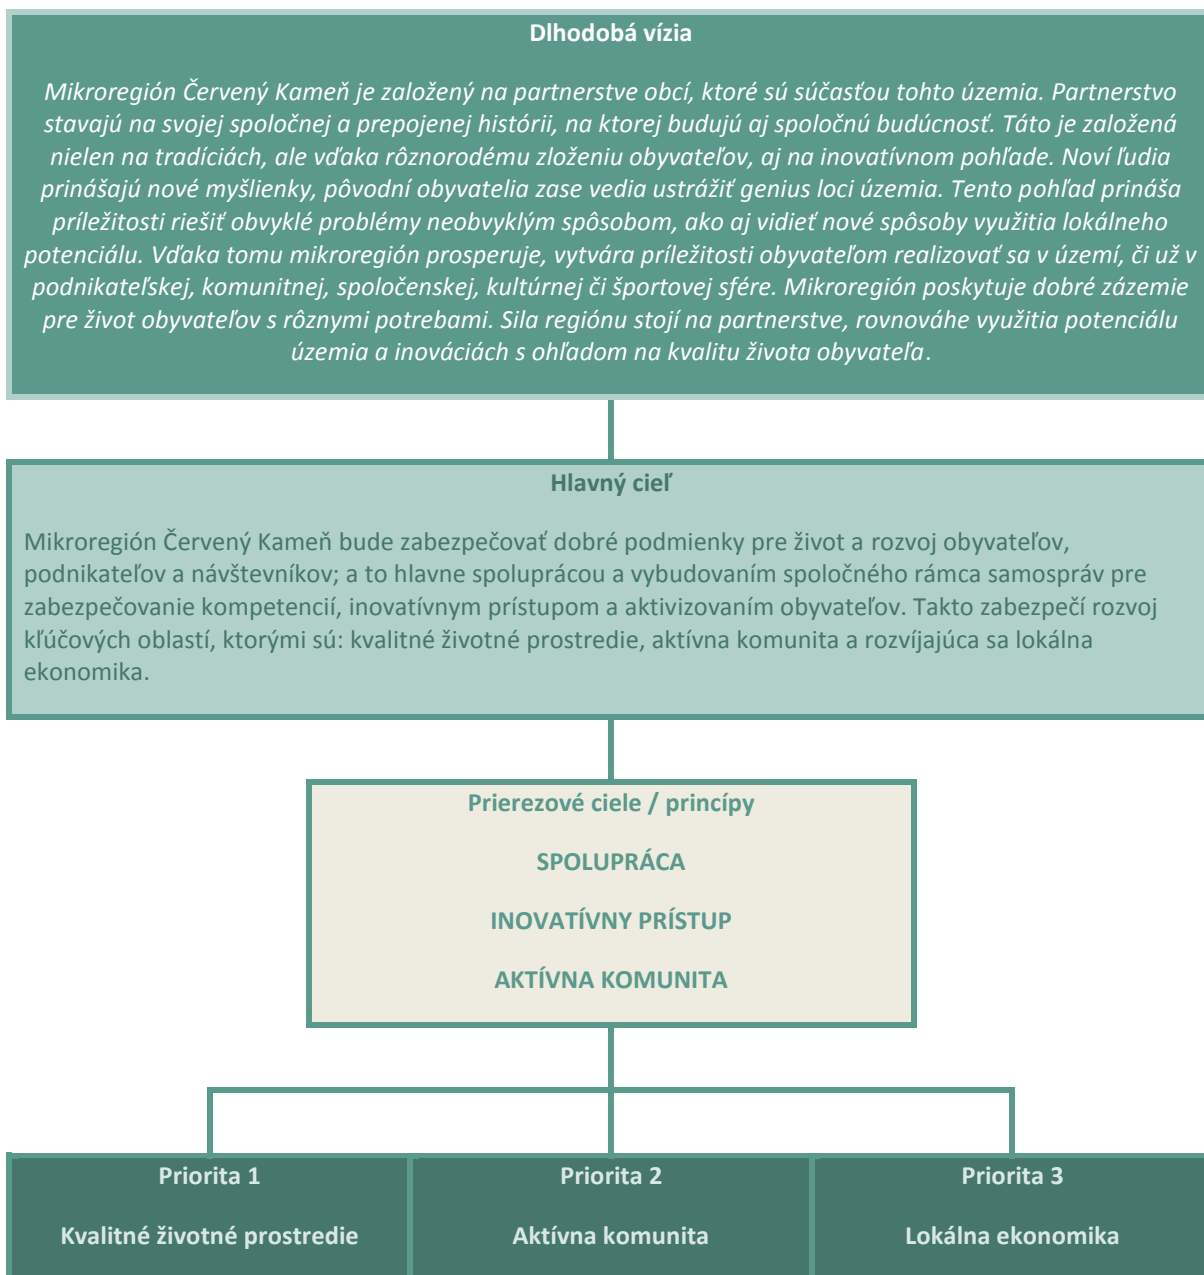 Dlhodobá vízia
Mikroregión Červený Kameň je založený na partnerstve obcí, ktoré sú súčasťou tohto územia. Partnerstvo
stavajú na svojej spoločnej a prepojenej histórii, na ktorej budujú aj spoločnú budúcnosť. Táto je založená
nielen na tradíciách, ale vďaka rôznorodému zloženiu obyvateľov, aj na inovatívnom pohľade. Noví ľudia
prinášajú nové myšlienky, pôvodní obyvatelia zase vedia ustrážiť genius loci územia. Tento pohľad prináša
príležitosti riešiť obvyklé problémy neobvyklým spôsobom, ako aj vidieť nové spôsoby využitia lokálneho
potenciálu. Vďaka tomu mikroregión prosperuje, vytvára príležitosti obyvateľom realizovať sa v území, či už v
podnikateľskej, komunitnej, spoločenskej, kultúrnej či športovej sfére. Mikroregión poskytuje dobré zázemie
pre život obyvateľov s rôznymi potrebami. Sila regiónu stojí na partnerstve, rovnováhe využitia potenciálu
územia a inováciách s ohľadom na kvalitu života obyvateľa.
Hlavný cieľ
Mikroregión Červený Kameň bude zabezpečovať dobré podmienky pre život a rozvoj obyvateľov,
podnikateľov a návštevníkov; a to hlavne spoluprácou a vybudovaním spoločného rámca samospráv pre
zabezpečovanie kompetencií, inovatívnym prístupom a aktivizovaním obyvateľov. Takto zabezpečí rozvoj
kľúčových oblastí, ktorými sú: kvalitné životné prostredie, aktívna komunita a rozvíjajúca sa lokálna
ekonomika.
Prierezové ciele / princípy
SPOLUPRÁCA
INOVATÍVNY PRÍSTUP
AKTÍVNA KOMUNITA
Priorita 1
Kvalitné životné prostredie
Priorita 2
Aktívna komunita
Priorita 3
Lokálna ekonomika